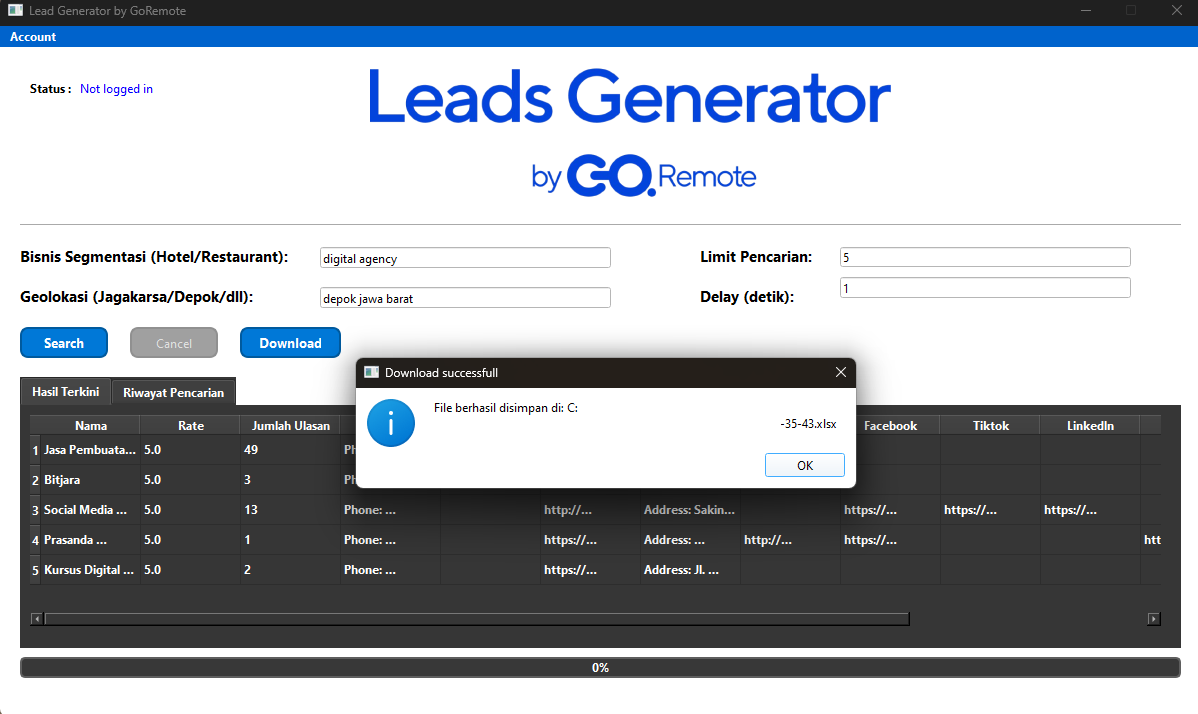 Lead Generator by GoRemote
Account
Status : Not logged in
Leads Generator
by GO. Remote
Bisnis Segmentasi (Hotel/Restaurant): digital agency Limit Pencarian: 5
Geolokasi (Jagakarsa/Depok/dll): depok jawa barat Delay (detik): 1
Search Cancel Download
Download successfull
File berhasil disimpan di: C:
-35-43.xlsx
OK
Hasil Terkini Riwayat Pencarian
Nama Rate Jumlah Ulasan Facebook Tiktok LinkedIn
1 Jasa Pembuata... 5.0 49 Ph
2 Bitjara 5.0 3 Ph
3 Social Media ... 5.0 13 Phone: ... http://... Address: Sakin... https://... https://... https://...
4 Prasanda ... 5.0 1 Phone: ... https://... Address: ... http://... https://... htt
5 Kursus Digital ... 5.0 2 Phone: ... https://... Address: Jl. ...
0%